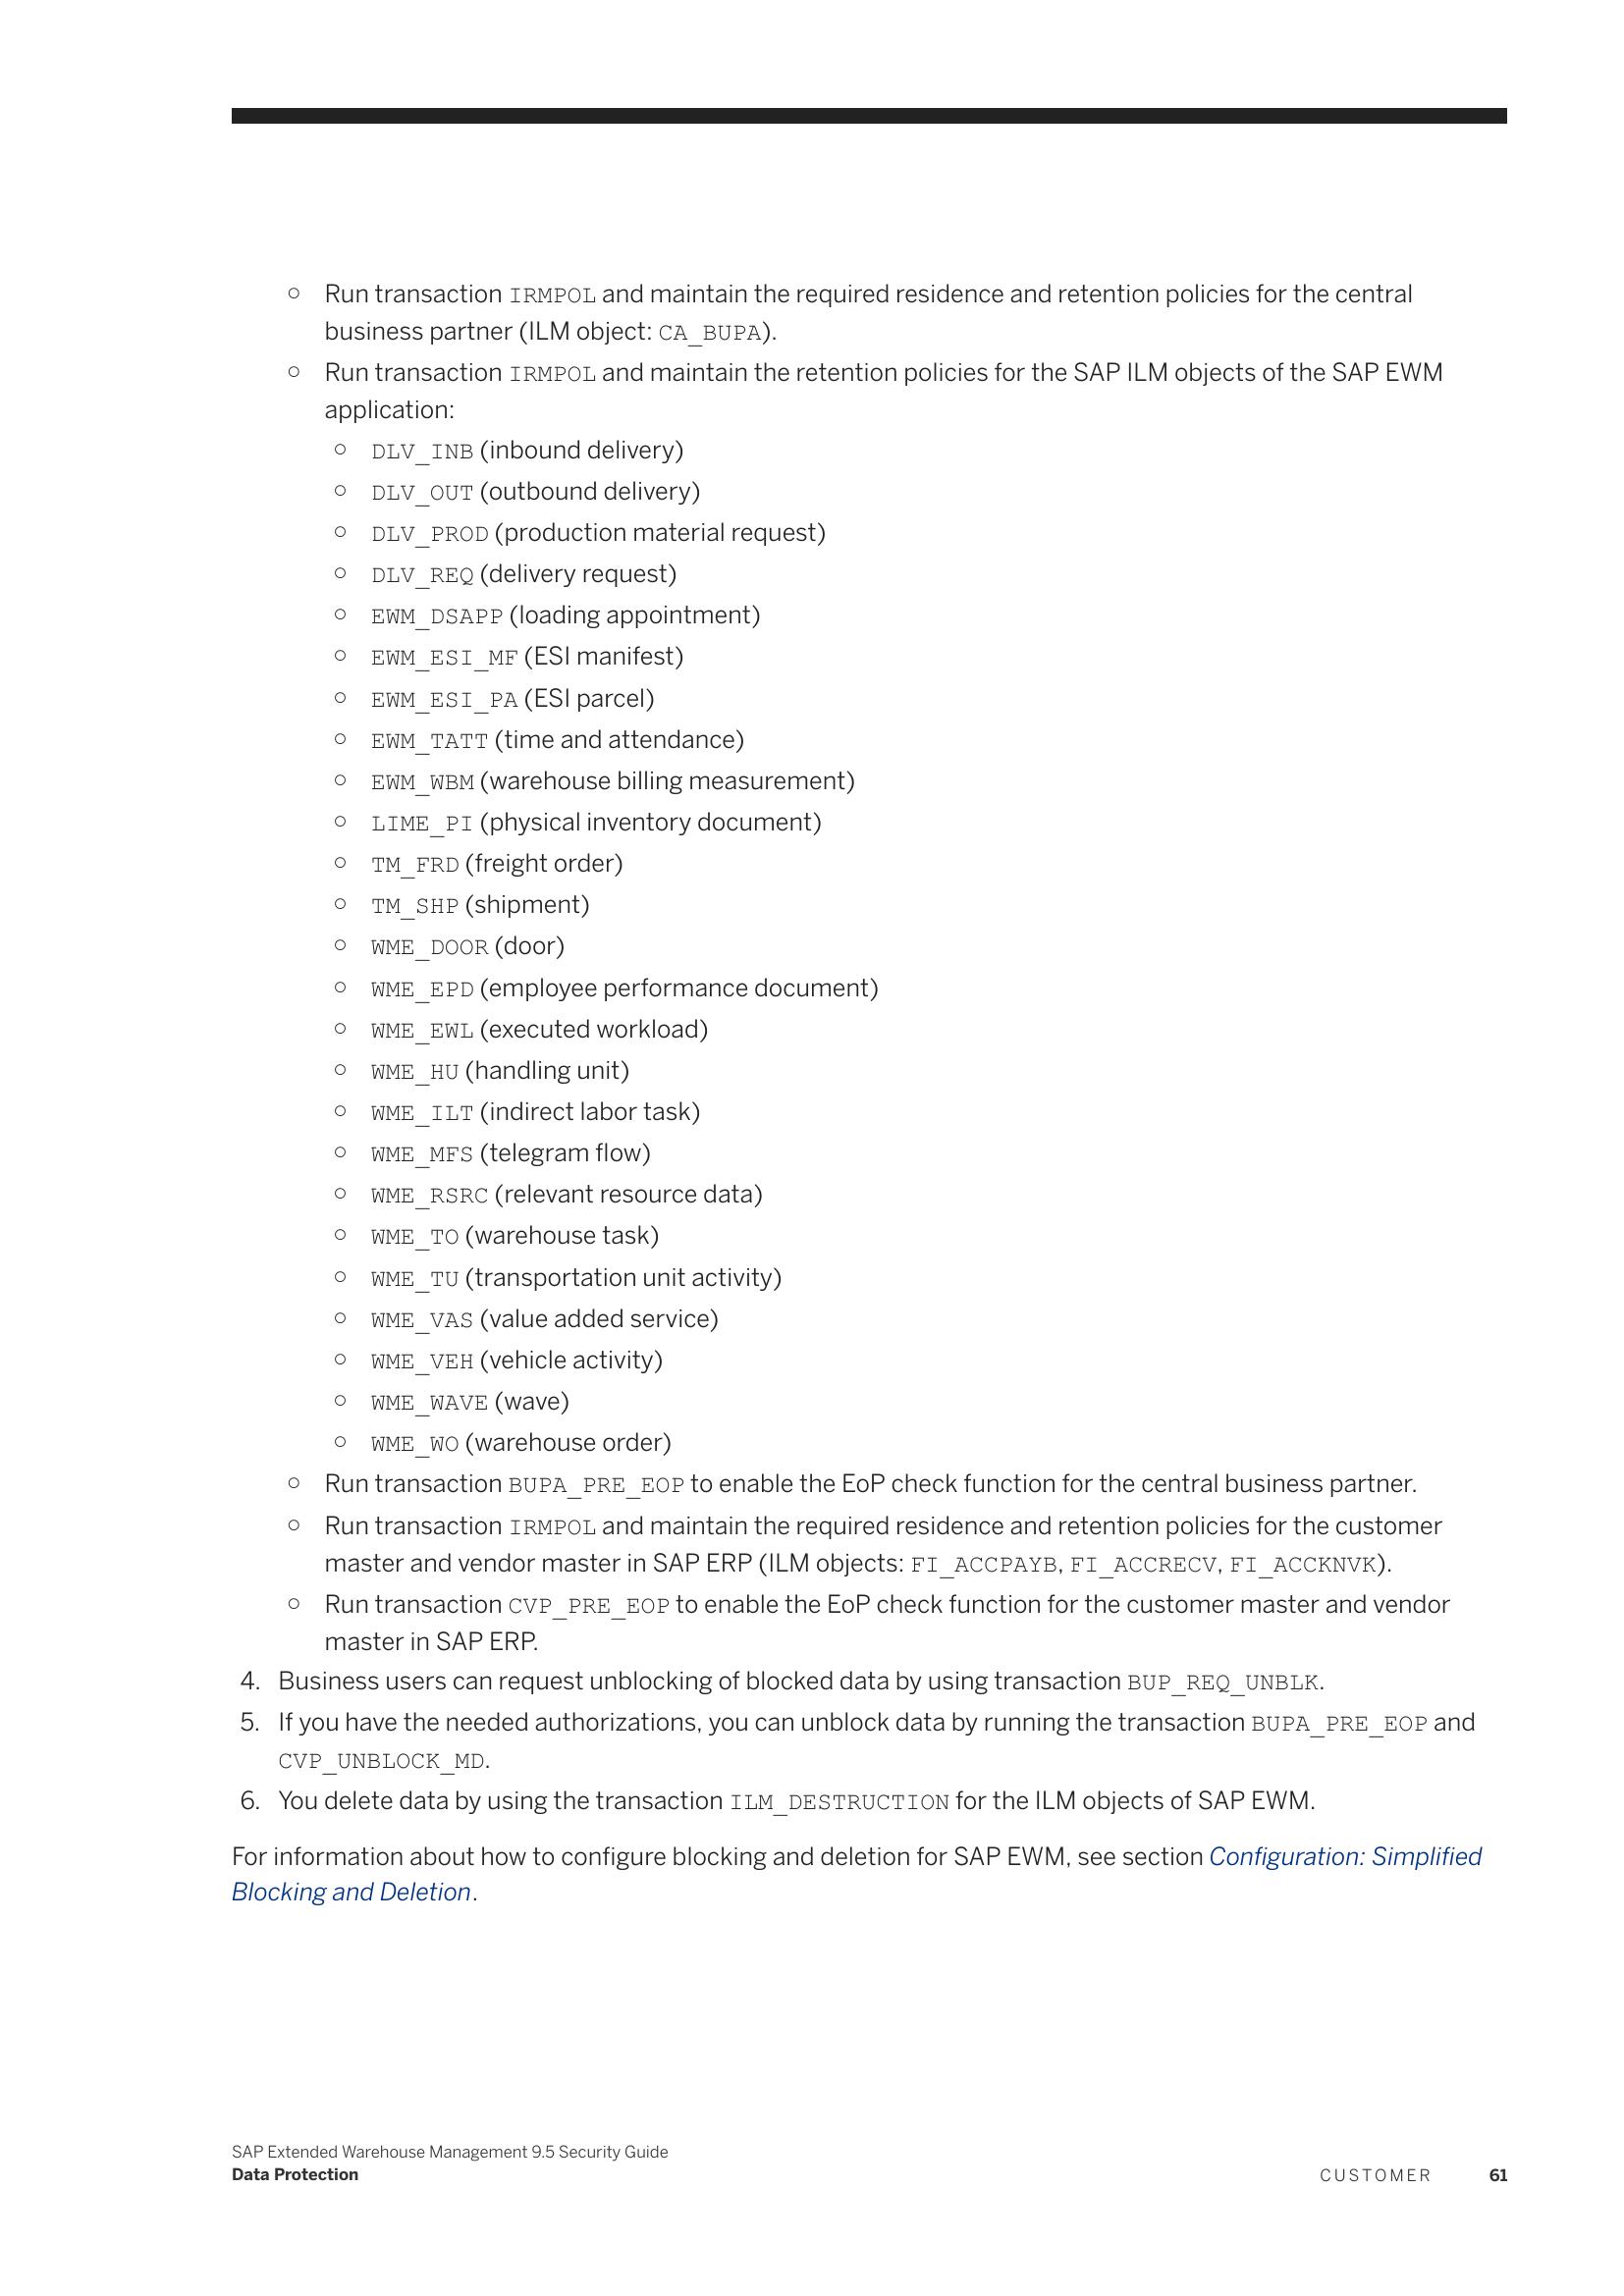 ○ Run transaction IRMPOL and maintain the required residence and retention policies for the central
business partner (ILM object: CA_BUPA).
○ Run transaction IRMPOL and maintain the retention policies for the SAP ILM objects of the SAP EWM
application:
○ DLV_INB (inbound delivery)
○ DLV_OUT (outbound delivery)
○ DLV_PROD (production material request)
○ DLV_REQ (delivery request)
○ EWM_DSAPP (loading appointment)
○ EWM_ESI_MF (ESI manifest)
○ EWM_ESI_PA (ESI parcel)
○ EWM_TATT (time and attendance)
○ EWM_WBM (warehouse billing measurement)
○ LIME_PI (physical inventory document)
○ TM_FRD (freight order)
○ TM_SHP (shipment)
○ WME_DOOR (door)
○ WME_EPD (employee performance document)
○ WME_EWL (executed workload)
○ WME_HU (handling unit)
○ WME_ILT (indirect labor task)
○ WME_MFS (telegram flow)
○ WME_RSRC (relevant resource data)
○ WME_TO (warehouse task)
○ WME_TU (transportation unit activity)
○ WME_VAS (value added service)
○ WME_VEH (vehicle activity)
○ WME_WAVE (wave)
○ WME_WO (warehouse order)
○ Run transaction BUPA_PRE_EOP to enable the EoP check function for the central business partner.
○ Run transaction IRMPOL and maintain the required residence and retention policies for the customer
master and vendor master in SAP ERP (ILM objects: FI_ACCPAYB, FI_ACCRECV, FI_ACCKNVK).
○ Run transaction CVP_PRE_EOP to enable the EoP check function for the customer master and vendor
master in SAP ERP.
4. Business users can request unblocking of blocked data by using transaction BUP_REQ_UNBLK.
5. If you have the needed authorizations, you can unblock data by running the transaction BUPA_PRE_EOP and
CVP_UNBLOCK_MD.
6. You delete data by using the transaction ILM_DESTRUCTION for the ILM objects of SAP EWM.
For information about how to configure blocking and deletion for SAP EWM, see section Configuration: Simplified
Blocking and Deletion.
SAP Extended Warehouse Management 9.5 Security Guide
Data Protection
CUSTOMER 61